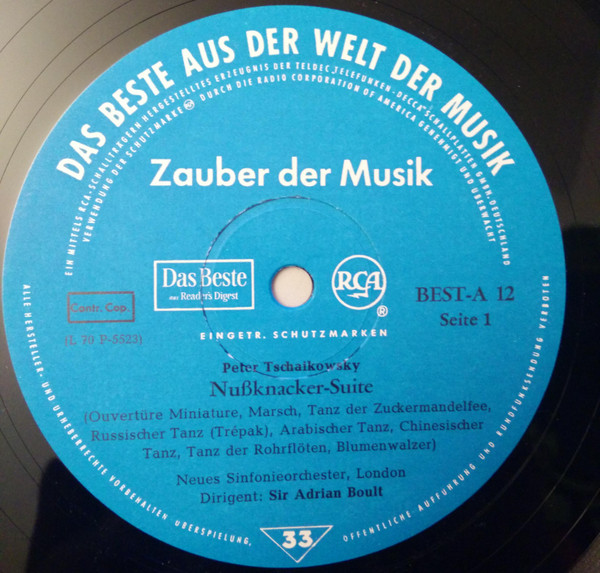 DAS BESTE AUS DER WELT DER MUSIK
EIN MITTELS RCA-SCHALLTRÄGERN HERGESTELLTES ERZEUGNIS DER TELDEC „TELEFUNKEN-DECCA" SCHALLPLATTEN GMBH, DEUTSCHLAND
VERWENDUNG DER SCHUTZMARKE RCA DURCH DIE RADIO CORPORATION OF AMERICA GENEHMIGT UND ÜBERWACHT
Zauber der Musik
Das Beste
aus Reader's Digest
RCA
®
Contr. Cop.
BEST-A 12
Seite 1
(L 70 P-5523)
EINGETR. SCHUTZMARKEN
Peter Tschaikowsky
Nußknacker-Suite
(Ouvertüre Miniature, Marsch, Tanz der Zuckermandelfee,
Russischer Tanz (Trépak), Arabischer Tanz, Chinesischer
Tanz, Tanz der Rohrflöten, Blumenwalzer)
Neues Sinfonieorchester, London
Dirigent: Sir Adrian Boult
33
ALLE HERSTELLER- UND URHEBERRECHTE VORBEHALTEN ÜBERSPIELUNG, ÖFFENTLICHE AUFFÜHRUNG UND RUNDFUNKSENDUNG VERBOTEN